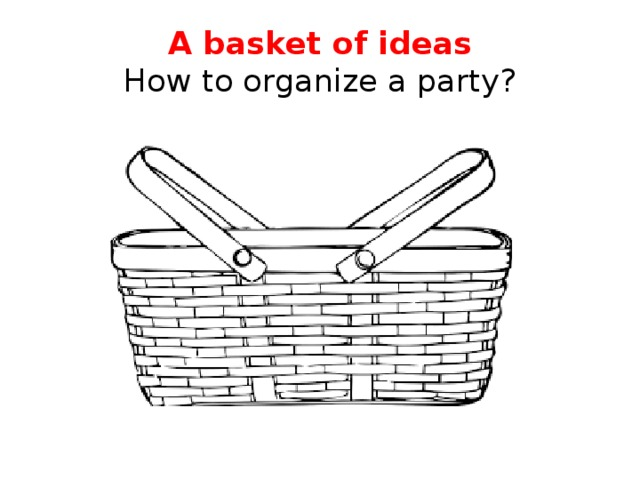 A basket of ideas
How to organize a party?